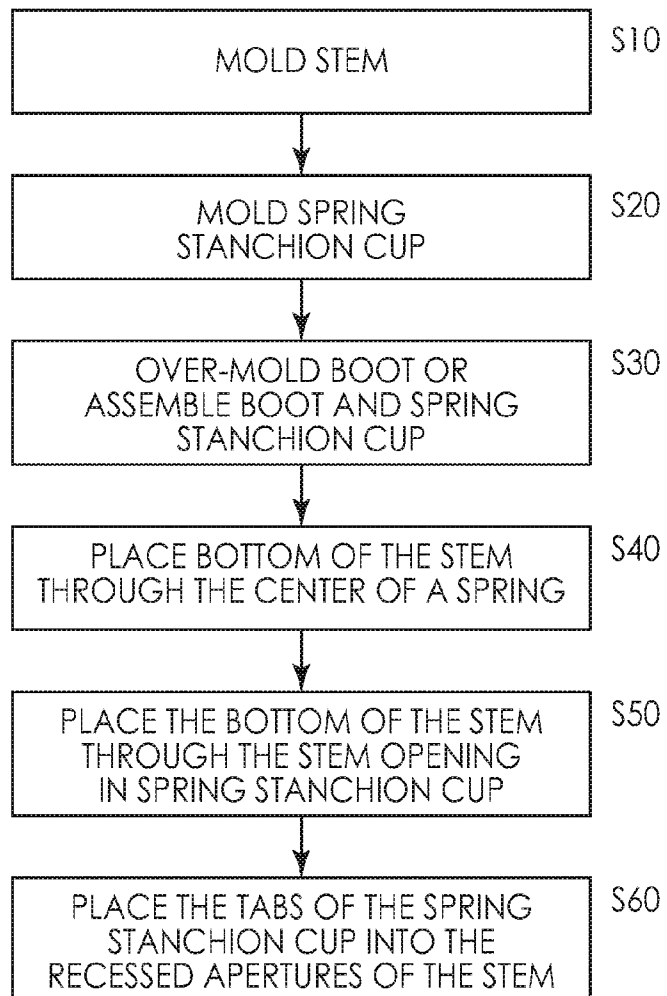 MOLD STEM
S10
MOLD SPRING
STANCHION CUP
S20
OVER-MOLD BOOT OR
ASSEMBLE BOOT AND SPRING
STANCHION CUP
S30
PLACE BOTTOM OF THE STEM
THROUGH THE CENTER OF A SPRING
S40
PLACE THE BOTTOM OF THE STEM
THROUGH THE STEM OPENING
IN SPRING STANCHION CUP
S50
PLACE THE TABS OF THE SPRING
STANCHION CUP INTO THE
RECESSED APERTURES OF THE STEM
S60